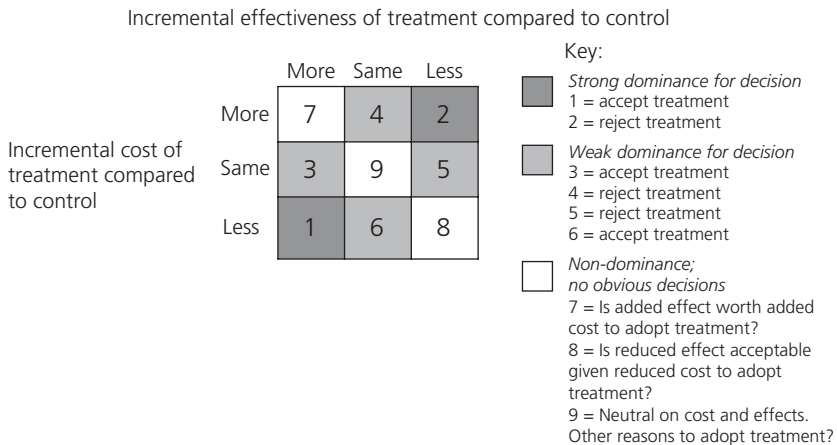 Incremental effectiveness of treatment compared to control
More Same Less
More 7 4 2
Incremental cost of
treatment compared
to control
Same 3 9 5
Less 1 6 8
Key:
Strong dominance for decision
1 = accept treatment
2 = reject treatment
Weak dominance for decision
3 = accept treatment
4 = reject treatment
5 = reject treatment
6 = accept treatment
Non-dominance;
no obvious decisions
7 = Is added effect worth added
cost to adopt treatment?
8 = Is reduced effect acceptable
given reduced cost to adopt
treatment?
9 = Neutral on cost and effects.
Other reasons to adopt treatment?